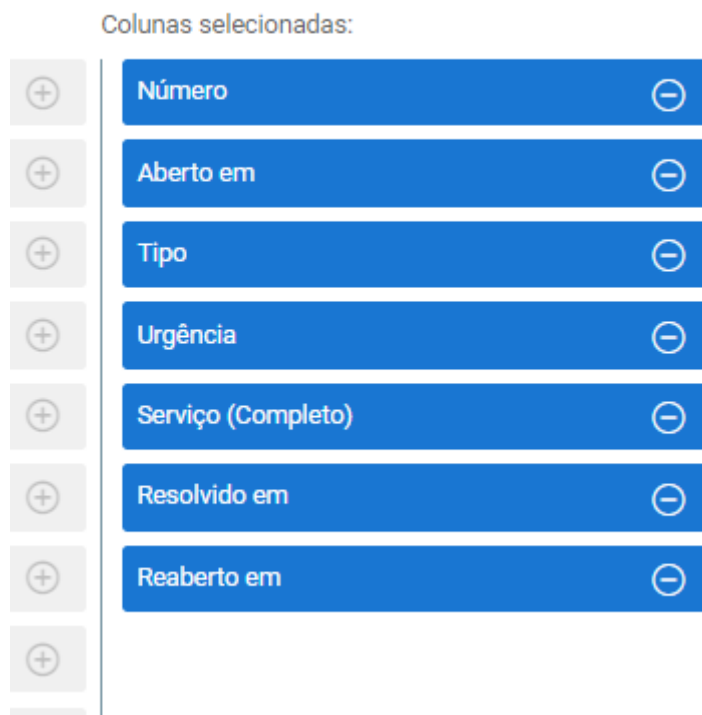 Colunas selecionadas:
Número
Aberto em
Tipo
Urgência
Serviço (Completo)
Resolvido em
Reaberto em